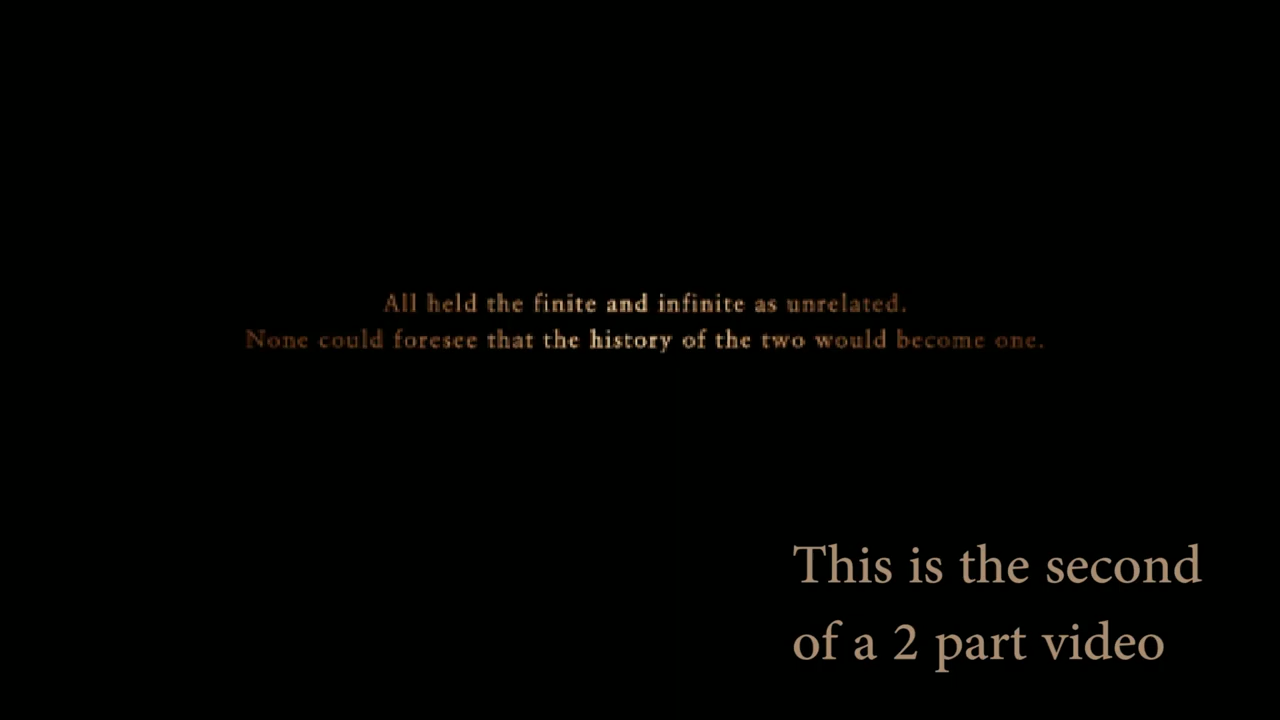 All held the finite and infinite as unrelated.
None could foresee that the history of the two would become one.
This is the second
of a 2 part video